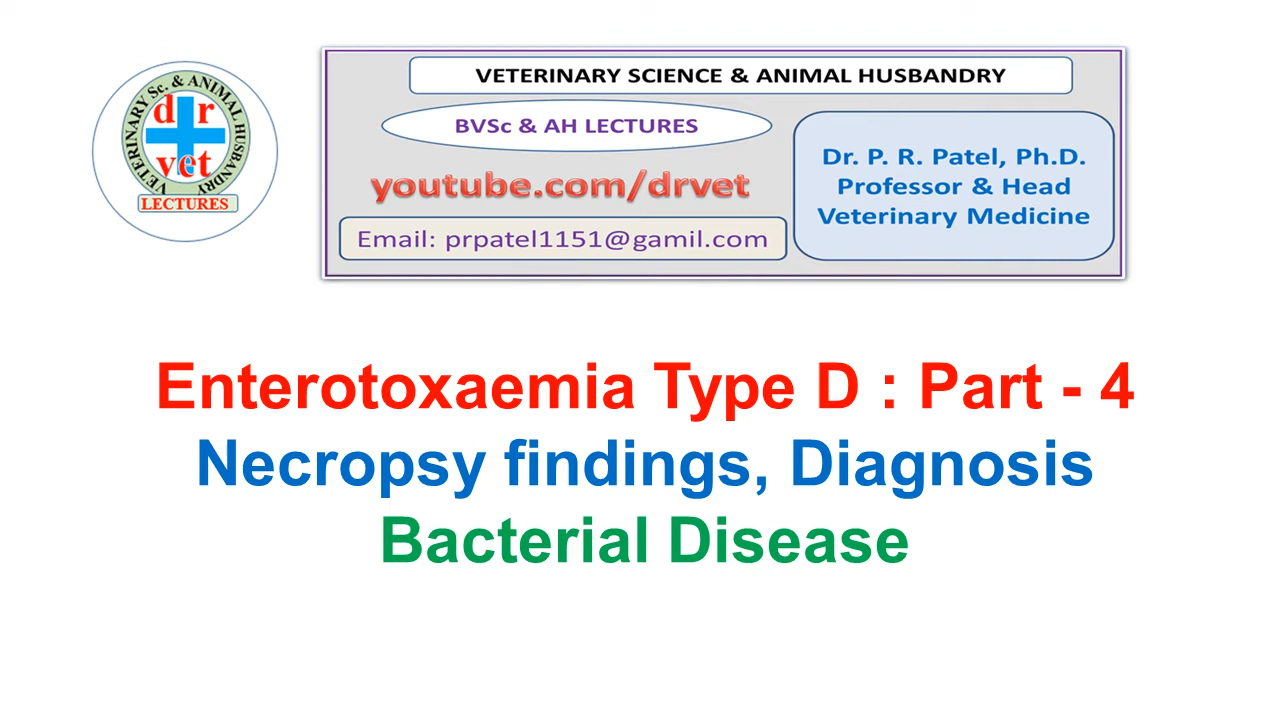 VETERINARY Sc. & ANIMAL HUSBANDRY
dr
vet
VETERINARY
LECTURES
VETERINARY SCIENCE & ANIMAL HUSBANDRY
BVSc & AH LECTURES
youtube.com/drvet
Email: prpatel1151@gamil.com
Dr. P. R. Patel, Ph.D.
Professor & Head
Veterinary Medicine
Enterotoxaemia Type D : Part - 4
Necropsy findings, Diagnosis
Bacterial Disease